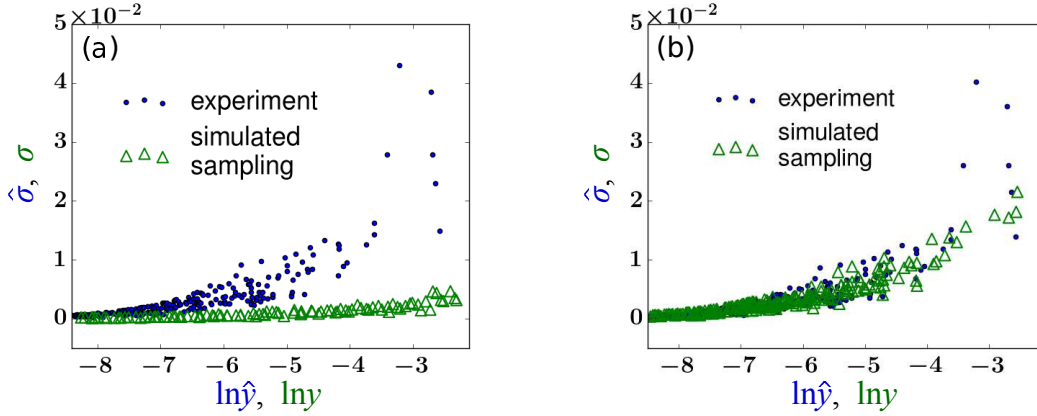 5×10⁻²
(a)
4
experiment
3
simulated
sampling
σ̂, σ
2
1
0
−8 −7 −6 −5 −4 −3
lnŷ, lny
5×10⁻²
(b)
4
experiment
3
simulated
sampling
σ̂, σ
2
1
0
−8 −7 −6 −5 −4 −3
lnŷ, lny